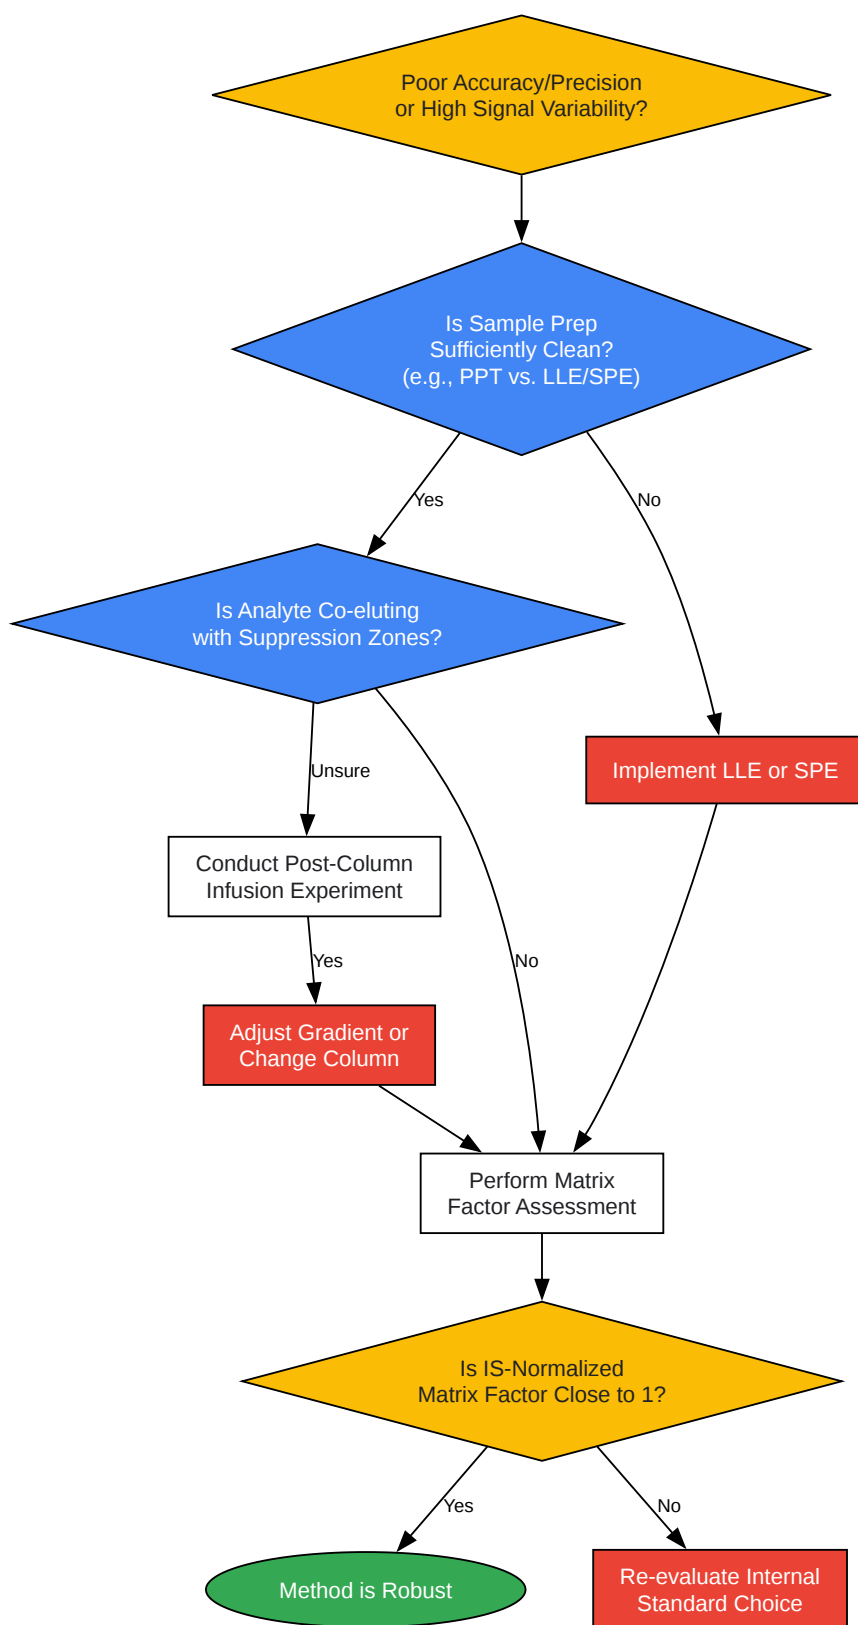 Poor Accuracy/Precision
or High Signal Variability?
Is Sample Prep
Sufficiently Clean?
(e.g., PPT vs. LLE/SPE)
Yes
No
Is Analyte Co-eluting
with Suppression Zones?
Unsure
Implement LLE or SPE
Conduct Post-Column
Infusion Experiment
Yes
No
Adjust Gradient or
Change Column
Perform Matrix
Factor Assessment
Is IS-Normalized
Matrix Factor Close to 1?
Yes
No
Method is Robust
Re-evaluate Internal
Standard Choice